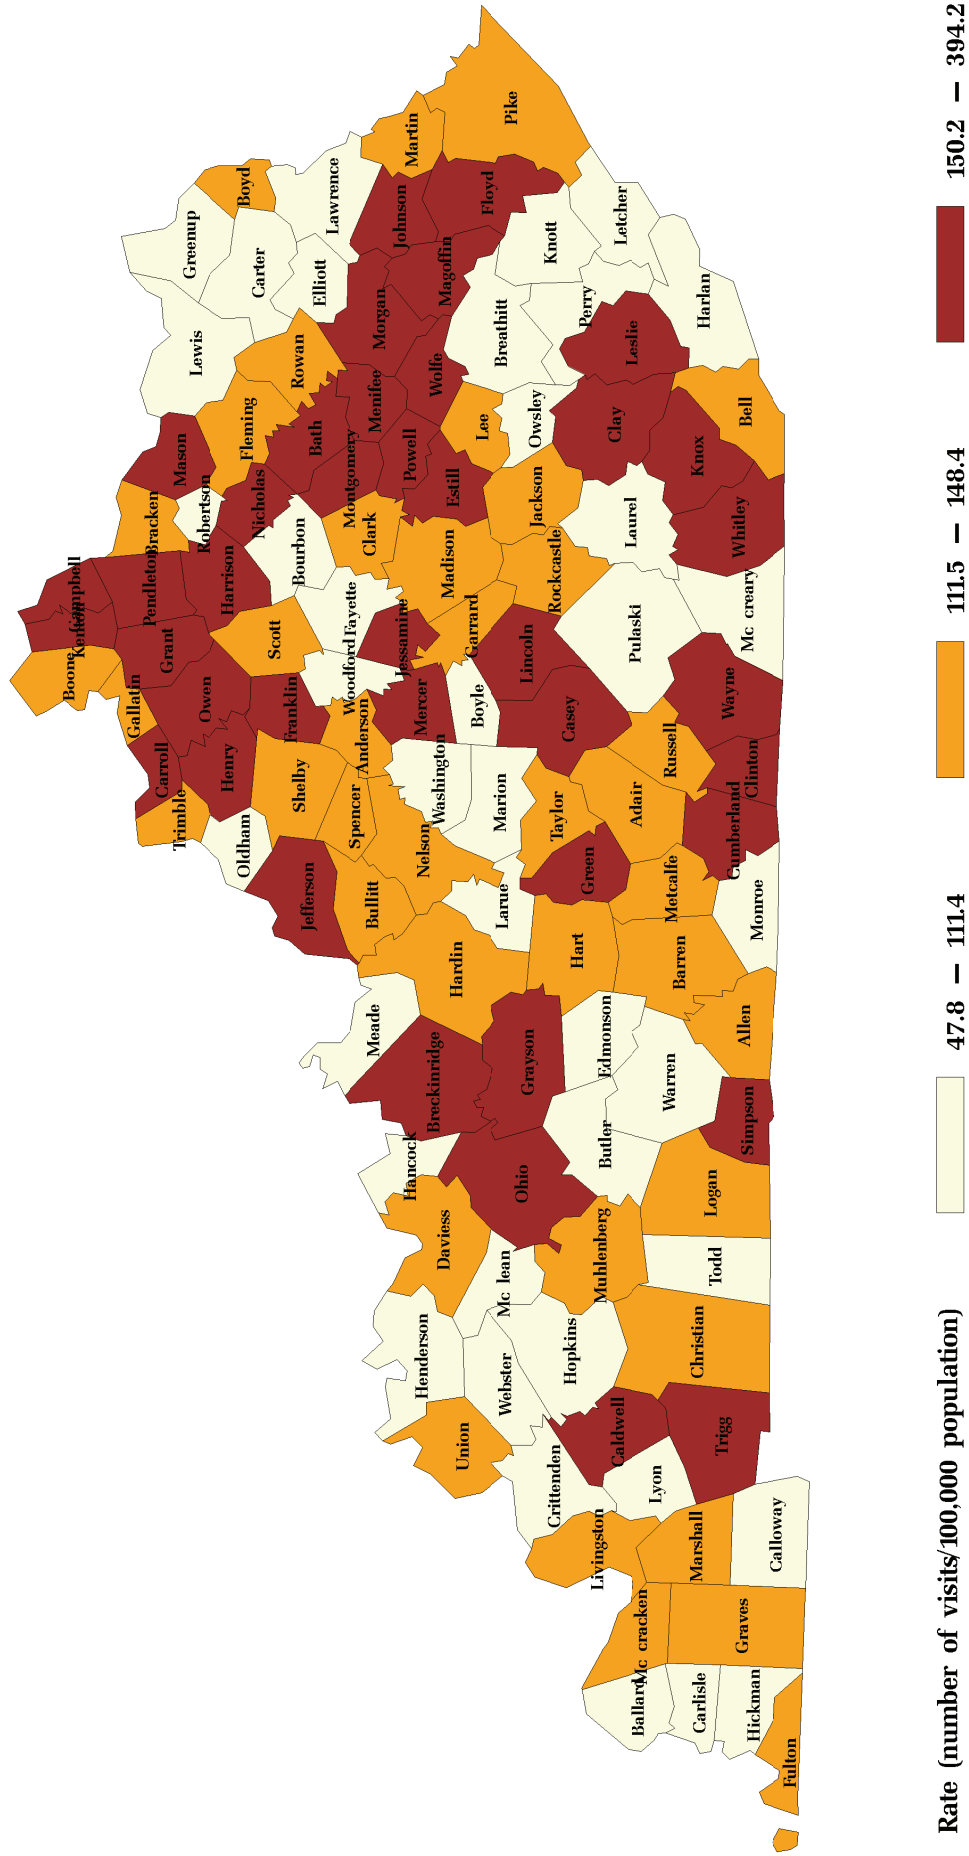 Boone
Kenton
Campbell
Gallatin
Pendleton
Bracken
Grant
Carroll
Trimble
Owen
Mason
Robertson
Harrison
Lewis
Greenup
Henry
Oldham
Nicholas
Fleming
Boyd
Carter
Scott
Franklin
Shelby
Bourbon
Rowan
Jefferson
Bath
Elliott
Lawrence
Woodford
Fayette
Montgomery
Anderson
Spencer
Clark
Bullitt
Meade
Menifee
Morgan
Johnson
Jessamine
Martin
Hancock
Mercer
Washington
Nelson
Powell
Henderson
Breckinridge
Daviess
Hardin
Madison
Estill
Wolfe
Magoffin
Union
Garrard
Boyle
Lee
Floyd
Marion
Larue
Webster
Mc lean
Breathitt
Pike
Ohio
Grayson
Lincoln
Jackson
Owsley
Crittenden
Hopkins
Taylor
Casey
Rockcastle
Knott
Hart
Green
Perry
Livingston
Muhlenberg
Butler
Edmonson
Clay
Letcher
Caldwell
Adair
Pulaski
Laurel
Leslie
Ballard
Mc cracken
Lyon
Warren
Barren
Metcalfe
Russell
Carlisle
Marshall
Christian
Logan
Knox
Harlan
Trigg
Todd
Wayne
Whitley
Bell
Hickman
Graves
Simpson
Allen
Monroe
Cumberland
Clinton
Mc creary
Fulton
Calloway
Rate (number of visits/100,000 population)
47.8 – 111.4
111.5 – 148.4
150.2 – 394.2